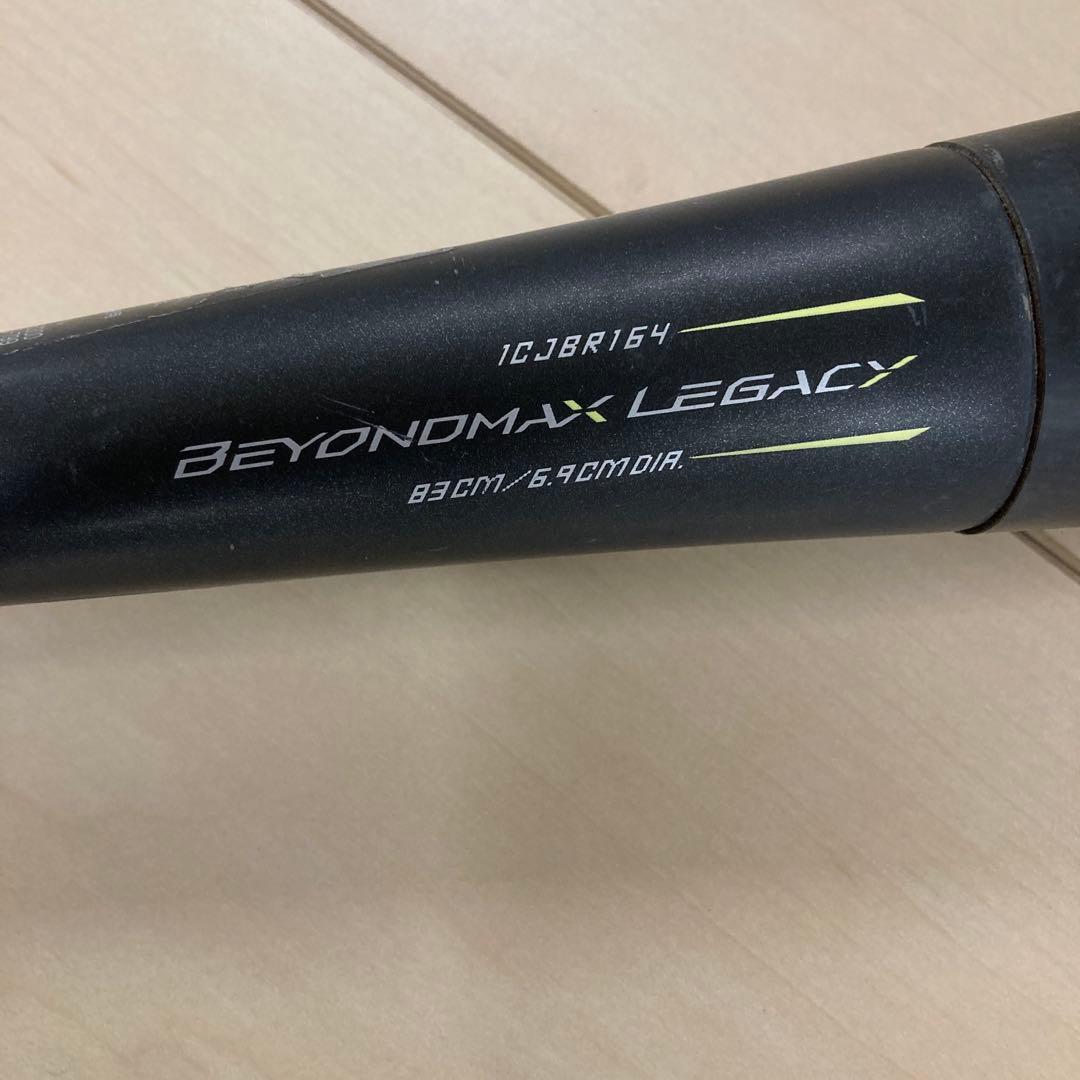 1CJBR164
BEYONDMAX LEGACY
83CM/6.9CMDIA.